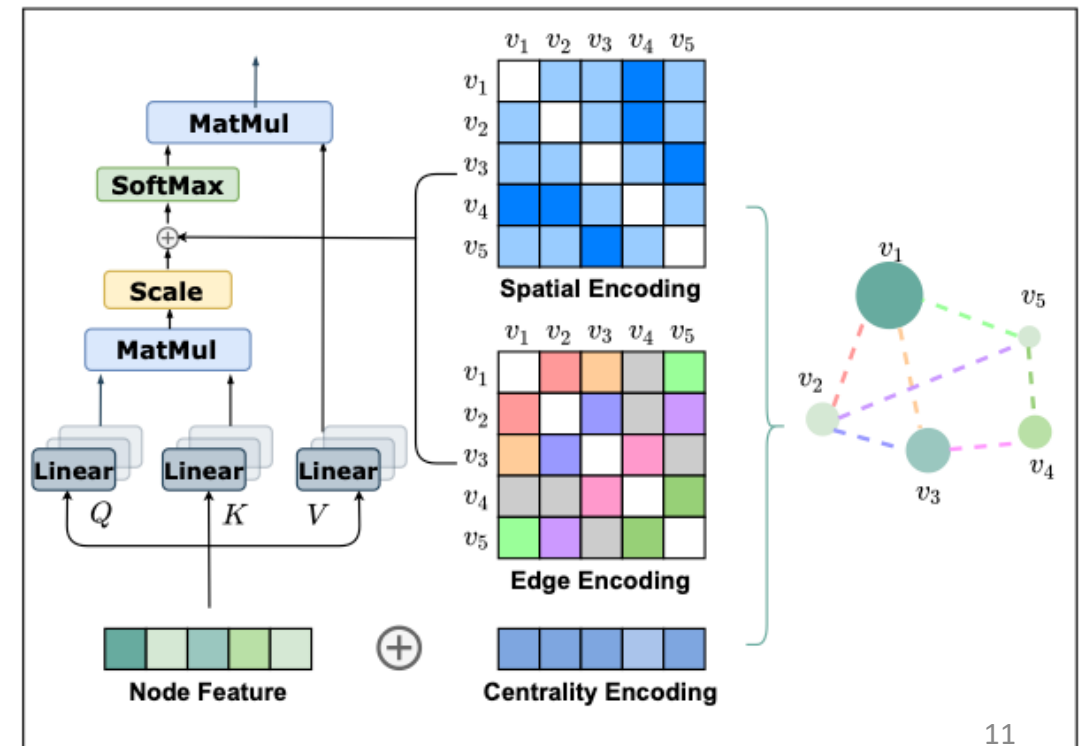 MatMul
SoftMax
+
Scale
MatMul
Linear Linear Linear
Q K V
Node Feature
+
v₁ v₂ v₃ v₄ v₅
v₁
v₂
v₃
v₄
v₅
Spatial Encoding
v₁ v₂ v₃ v₄ v₅
v₁
v₂
v₃
v₄
v₅
Edge Encoding
Centrality Encoding
v₁
v₅
v₂
v₄
v₃
11